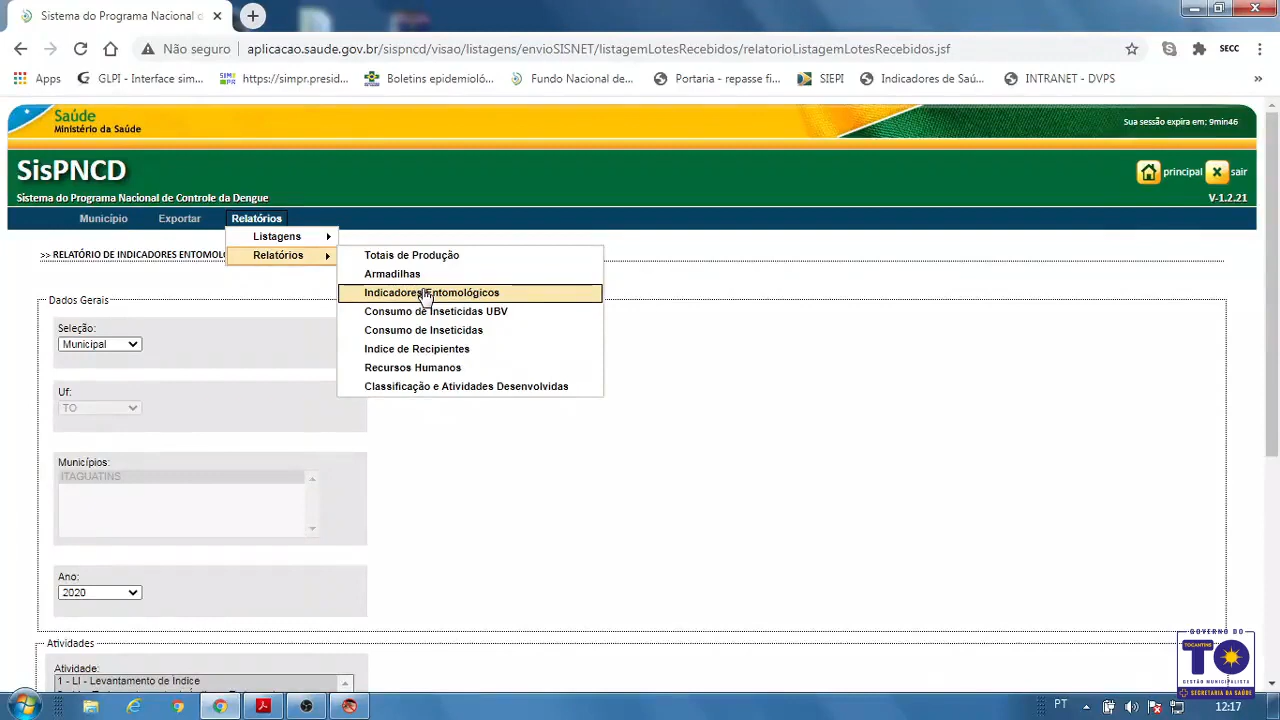 Sistema do Programa Nacional d
Não seguro
aplicacao.saude.gov.br/sispncd/visao/listagens/envioSISNET/listagemLotesRecebidos/relatorioListagemLotesRecebidos.jsf
SECC
Apps
GLPI - Interface sim...
https://simpr.presid...
Boletins epidemioló...
Fundo Nacional de...
Portaria - repasse fi...
SIEPI
Indicadores de Saú...
INTRANET - DVPS
»
Saúde
Ministério da Saúde
Sua sessão expira em: 9min46
SisPNCD
principal
sair
Sistema do Programa Nacional de Controle da Dengue
V-1.2.21
Município
Exportar
Relatórios
Listagens
Relatórios
>> RELATÓRIO DE INDICADORES ENTOMOL
Totais de Produção
Armadilhas
Indicadores Entomológicos
Consumo de Inseticidas UBV
Consumo de Inseticidas
Indice de Recipientes
Recursos Humanos
Classificação e Atividades Desenvolvidas
Dados Gerais
Seleção:
Municipal
Uf:
TO
Municípios:
ITAGUATINS
Ano:
2020
Atividades
Atividade:
1 - LI - Levantamento de Indice
GOVERNO DO
TO
TOCANTINS
GESTÃO MUNICIPALISTA
SECRETARIA DA SAÚDE
PT
12:17